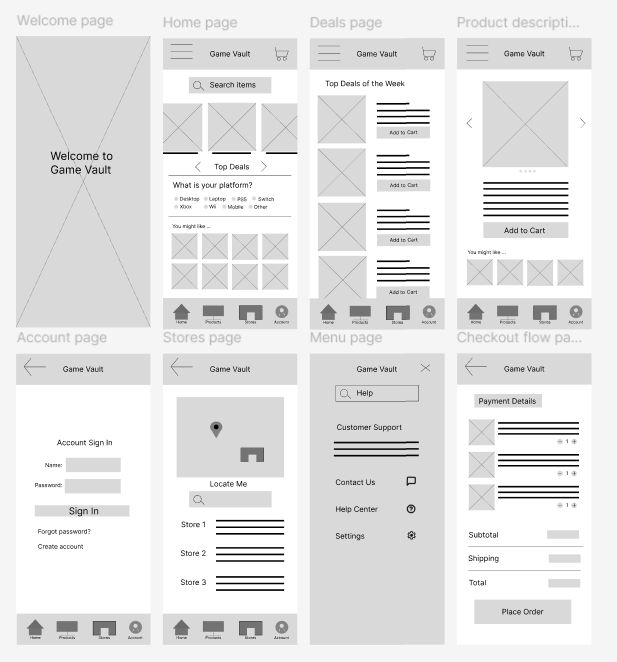 Welcome page
Home page
Deals page
Product descripti...
Welcome to
Game Vault
Game Vault
Search items
Top Deals
What is your platform?
Desktop Laptop PS5 Switch
Xbox Wii Mobile Other
You might like ...
Home Products Stores Account
Game Vault
Top Deals of the Week
Add to Cart
Add to Cart
Add to Cart
Add to Cart
Home Products Stores Account
Game Vault
Add to Cart
You might like ...
Home Products Stores Account
Account page
Stores page
Menu page
Checkout flow pa...
Game Vault
Account Sign In
Name:
Password:
Sign In
Forgot password?
Create account
Home Products Stores Account
Game Vault
Locate Me
Store 1
Store 2
Store 3
Home Products Stores Account
Game Vault
Help
Customer Support
Contact Us
Help Center
Settings
Game Vault
Payment Details
1
1
1
Subtotal
Shipping
Total
Place Order